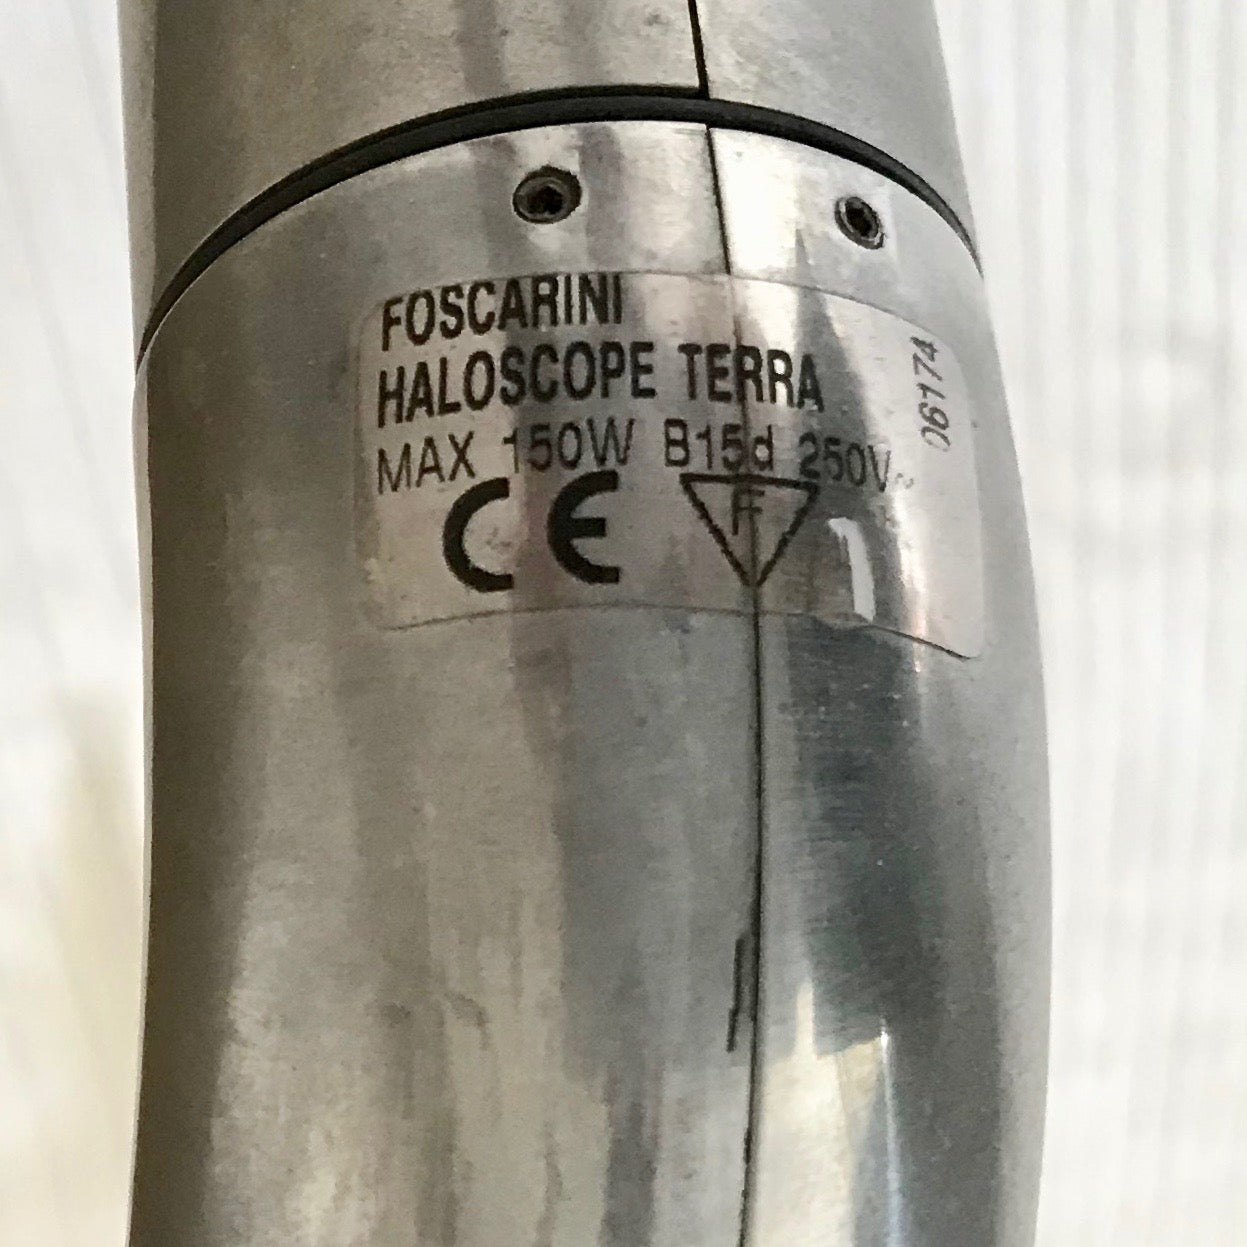 FOSCARINI
HALOSCOPE TERRA
MAX 150W B15d 250V~
CE
F
06174